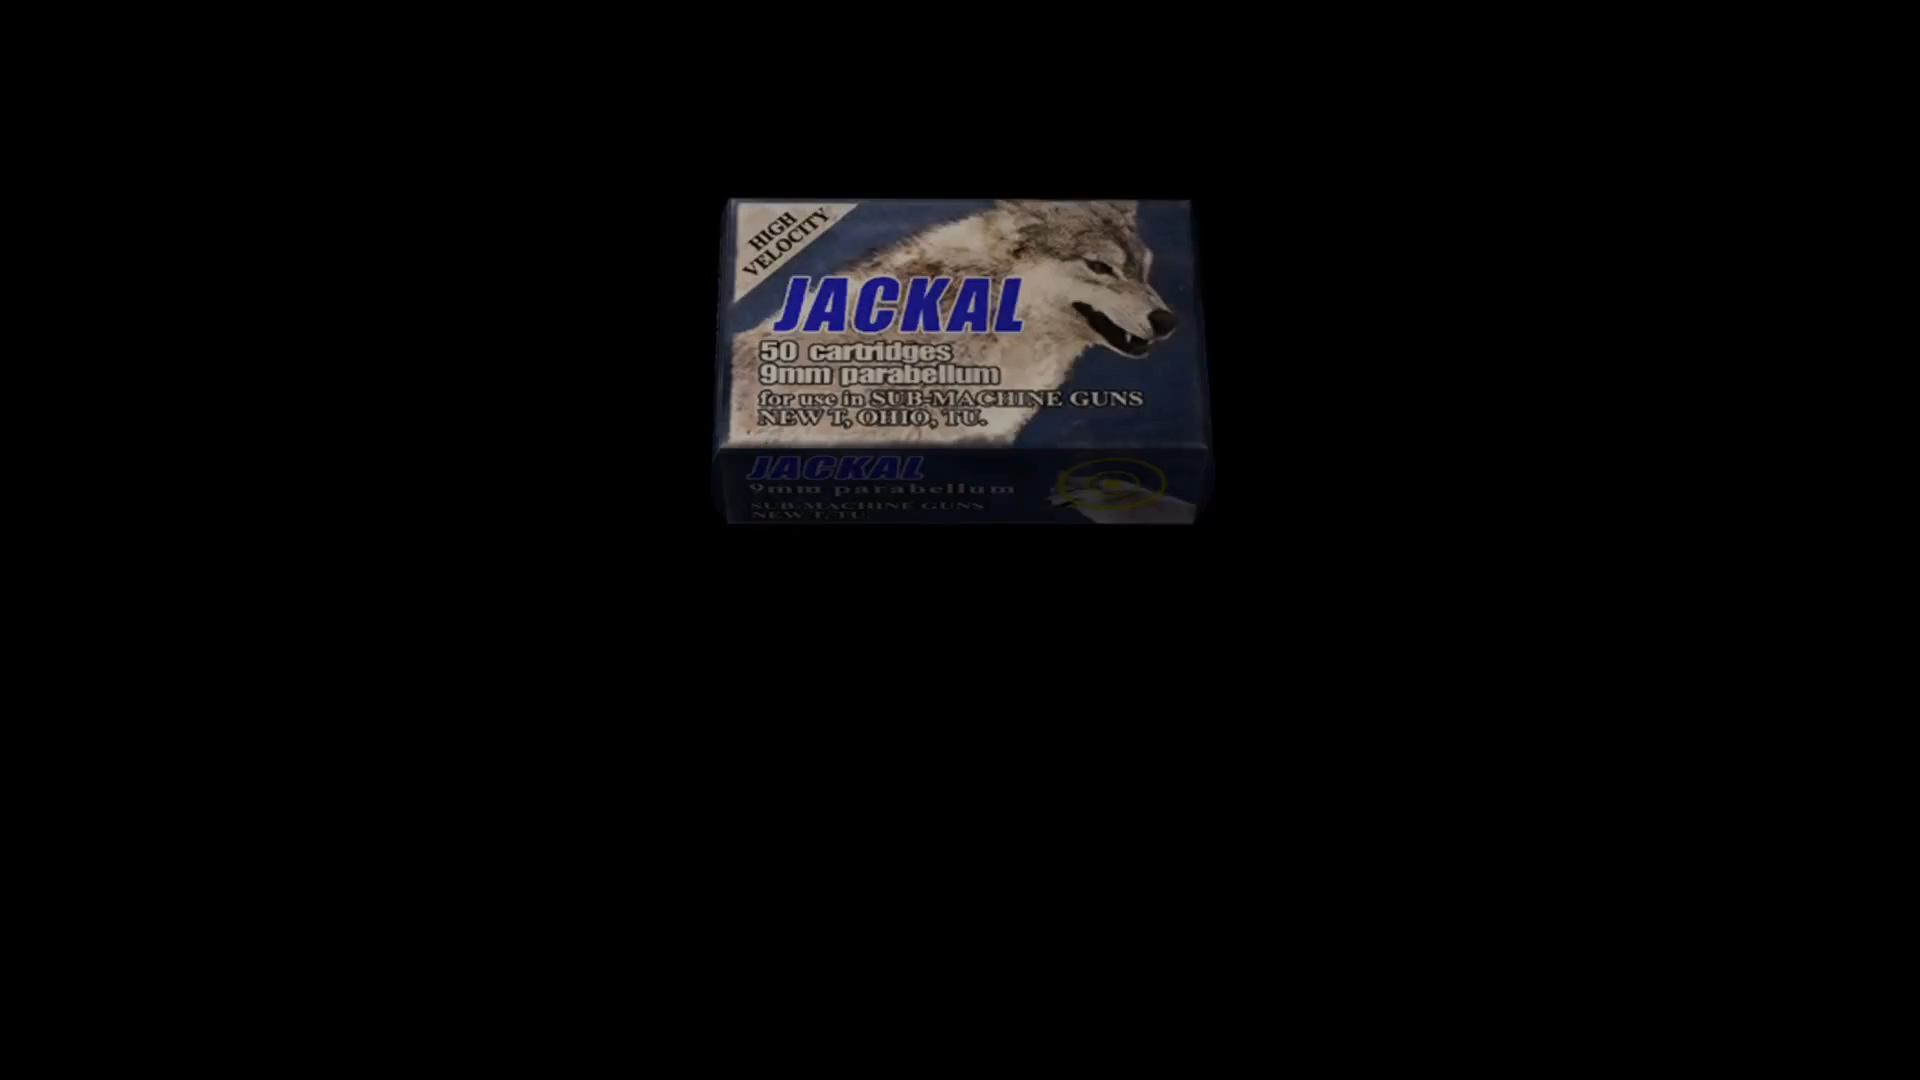 HIGH
VELOCITY
JACKAL
50 cartridges
9mm parabellum
for use in SUB-MACHINE GUNS
NEW T, OHIO, TU.
JACKAL
9mm parabellum
SUB-MACHINE GUNS
NEW T, TU.